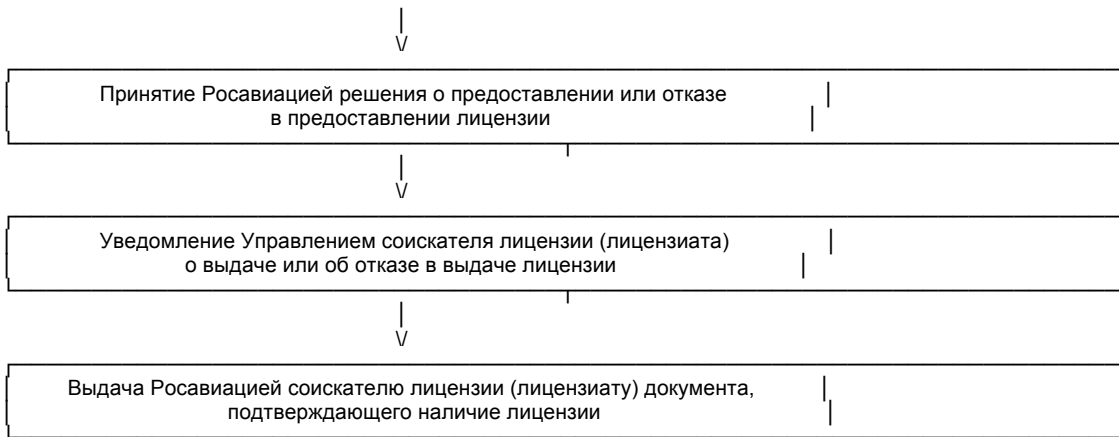 Принятие Росавиацией решения о предоставлении или отказе
в предоставлении лицензии
Уведомление Управлением соискателя лицензии (лицензиата)
о выдаче или об отказе в выдаче лицензии
Выдача Росавиацией соискателю лицензии (лицензиату) документа,
подтверждающего наличие лицензии